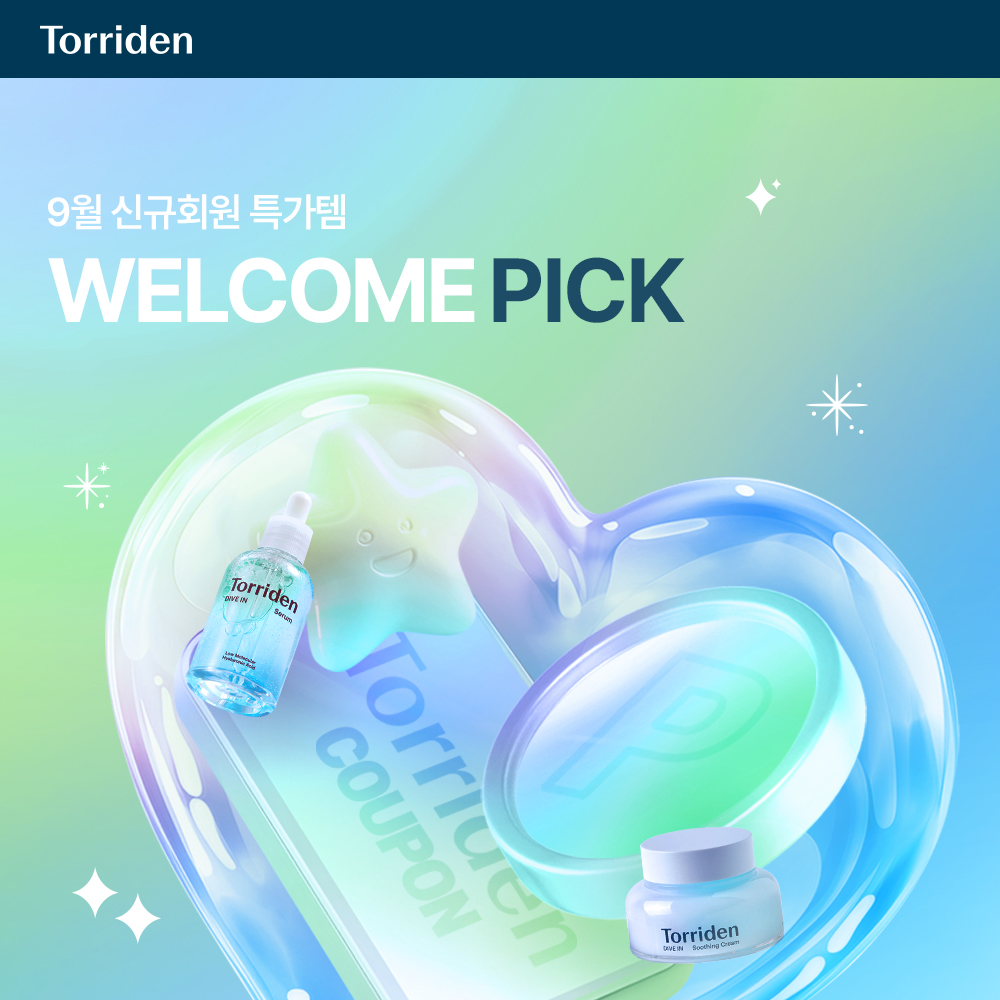 Torriden
9월 신규회원 특가템
WELCOME PICK
Torriden
DIVE IN
Serum
Low Molecular
Hyaluronic Acid
Torriden
COUPON
P
Torriden
DIVE IN Soothing Cream